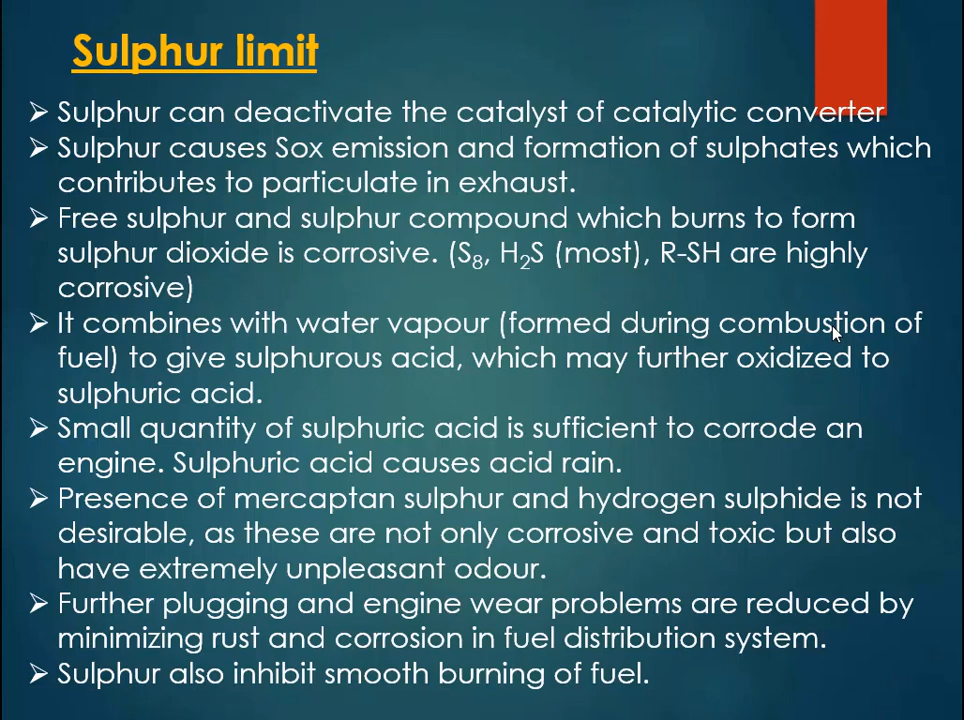 Sulphur limit
➢ Sulphur can deactivate the catalyst of catalytic converter
➢ Sulphur causes Sox emission and formation of sulphates which
contributes to particulate in exhaust.
➢ Free sulphur and sulphur compound which burns to form
sulphur dioxide is corrosive. (S₈, H₂S (most), R-SH are highly
corrosive)
➢ It combines with water vapour (formed during combustion of
fuel) to give sulphurous acid, which may further oxidized to
sulphuric acid.
➢ Small quantity of sulphuric acid is sufficient to corrode an
engine. Sulphuric acid causes acid rain.
➢ Presence of mercaptan sulphur and hydrogen sulphide is not
desirable, as these are not only corrosive and toxic but also
have extremely unpleasant odour.
➢ Further plugging and engine wear problems are reduced by
minimizing rust and corrosion in fuel distribution system.
➢ Sulphur also inhibit smooth burning of fuel.